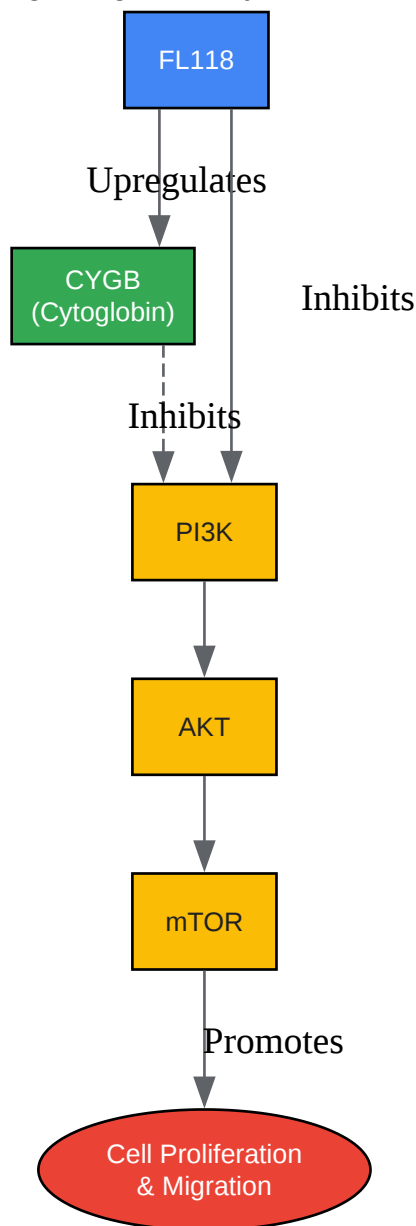 FL118
Upregulates
CYGB
(Cytoglobin)
Inhibits
Inhibits
PI3K
AKT
mTOR
Promotes
Cell Proliferation
& Migration